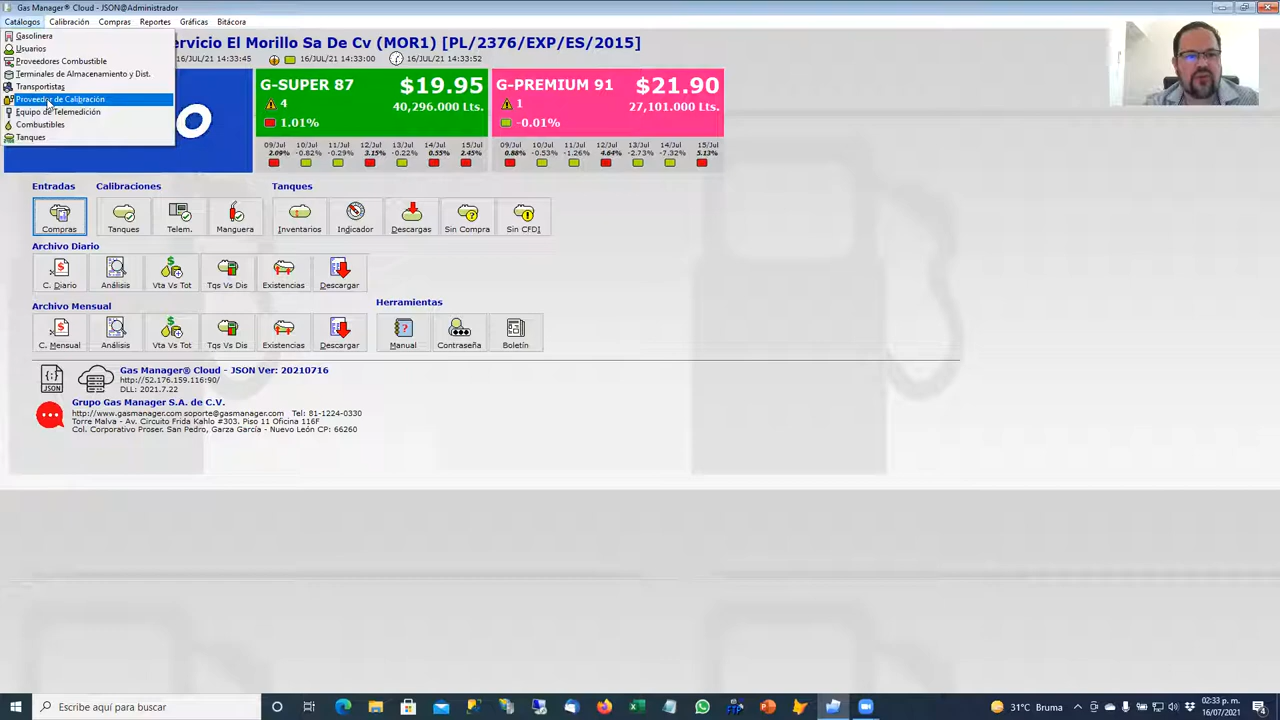 Gas Manager® Cloud - JSON@Administrador
Catálogos Calibración Compras Reportes Gráficas Bitácora
Gasolinera
Usuarios
Proveedores Combustible
Terminales de Almacenamiento y Dist.
Transportistas
Proveedor de Calibración
Equipo de Telemedición
Combustibles
Tanques
ervicio El Morillo Sa De Cv (MOR1) [PL/2376/EXP/ES/2015]
16/JUL/21 14:33:45 16/JUL/21 14:33:00 16/JUL/21 14:33:52
o
G-SUPER 87 $19.95
4 40,296.000 Lts.
1.01%
G-PREMIUM 91 $21.90
1 27,101.000 Lts.
-0.01%
09/Jul 10/Jul 11/Jul 12/Jul 13/Jul 14/Jul 15/Jul
2.09% -0.82% -0.29% 3.15% -0.22% 0.55% 2.45%
09/Jul 10/Jul 11/Jul 12/Jul 13/Jul 14/Jul 15/Jul
0.88% -0.53% -1.26% 4.64% -2.73% -7.32% 5.13%
Entradas Calibraciones Tanques
Compras Tanques Telem. Manguera Inventarios Indicador Descargas Sin Compra Sin CFDI
Archivo Diario
C. Diario Análisis Vta Vs Tot Tqs Vs Dis Existencias Descargar
Archivo Mensual Herramientas
C. Mensual Análisis Vta Vs Tot Tqs Vs Dis Existencias Descargar Manual Contraseña Boletín
JSON
Gas Manager® Cloud - JSON Ver: 20210716
http://52.176.159.116:90/
DLL: 2021.7.22
Grupo Gas Manager S.A. de C.V.
http://www.gasmanager.com soporte@gasmanager.com Tel: 81-1224-0330
Torre Malva - Av. Circuito Frida Kahlo #303. Piso 11 Oficina 116F
Col. Corporativo Proser. San Pedro, Garza García - Nuevo León CP: 66260
Escribe aquí para buscar
31°C Bruma
02:33 p. m.
16/07/2021